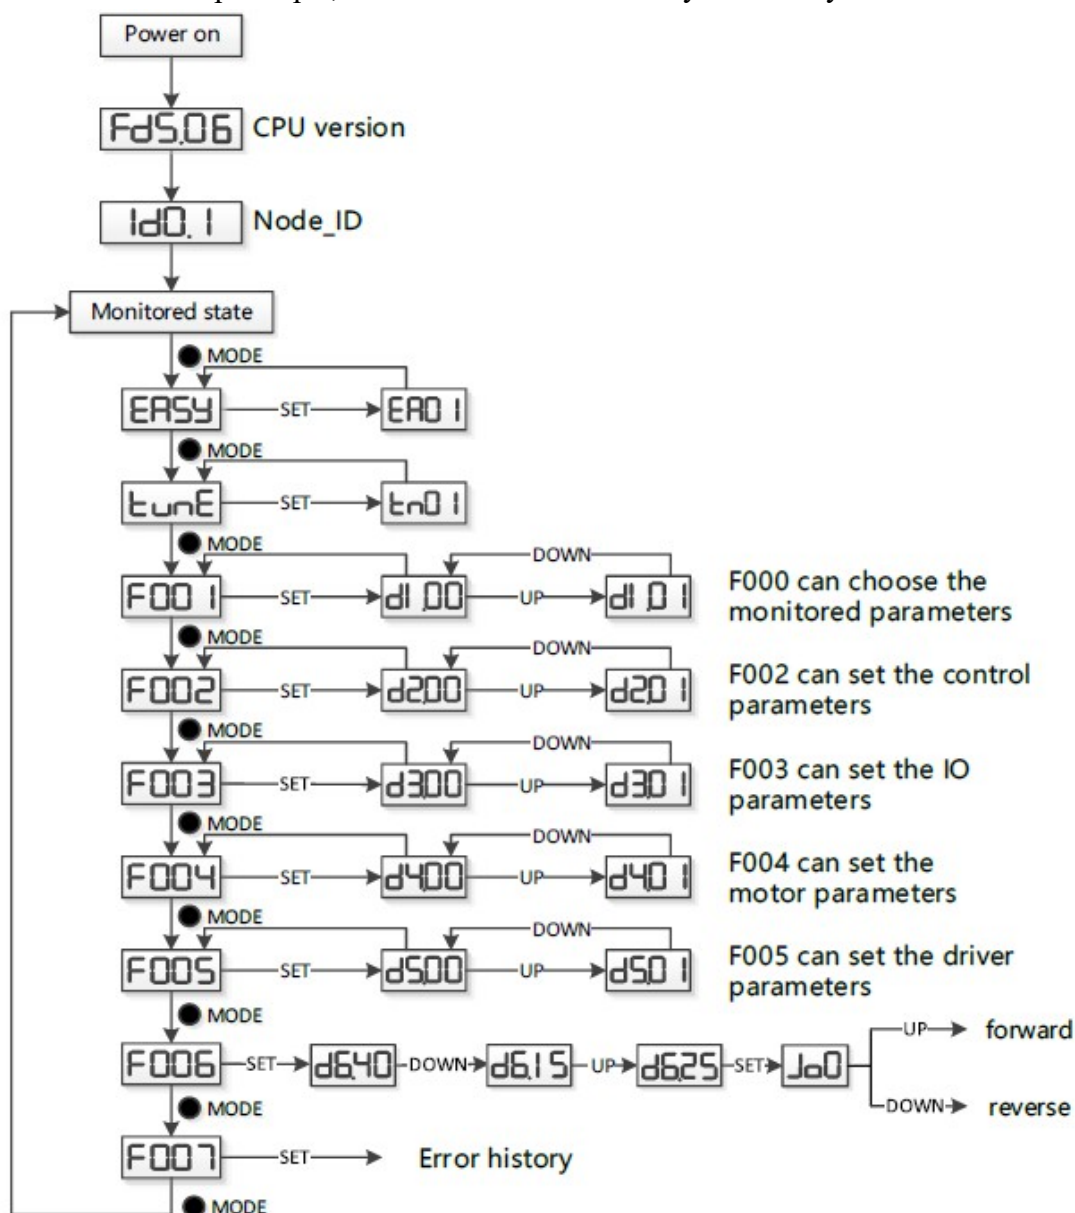 Power on
Fd5.06 CPU version
Id0.1 Node_ID
Monitored state
MODE
EASY SET EA01
MODE
tunE SET tn01
MODE
DOWN
F001 SET d1.00 UP d1.01
F000 can choose the
monitored parameters
MODE
DOWN
F002 SET d2.00 UP d2.01
F002 can set the control
parameters
MODE
DOWN
F003 SET d3.00 UP d3.01
F003 can set the IO
parameters
MODE
DOWN
F004 SET d4.00 UP d4.01
F004 can set the
motor parameters
MODE
DOWN
F005 SET d5.00 UP d5.01
F005 can set the driver
parameters
MODE
UP forward
F006 SET d6.40 DOWN d6.15 UP d6.25 SET Jo0
DOWN reverse
MODE
F007 SET Error history
MODE